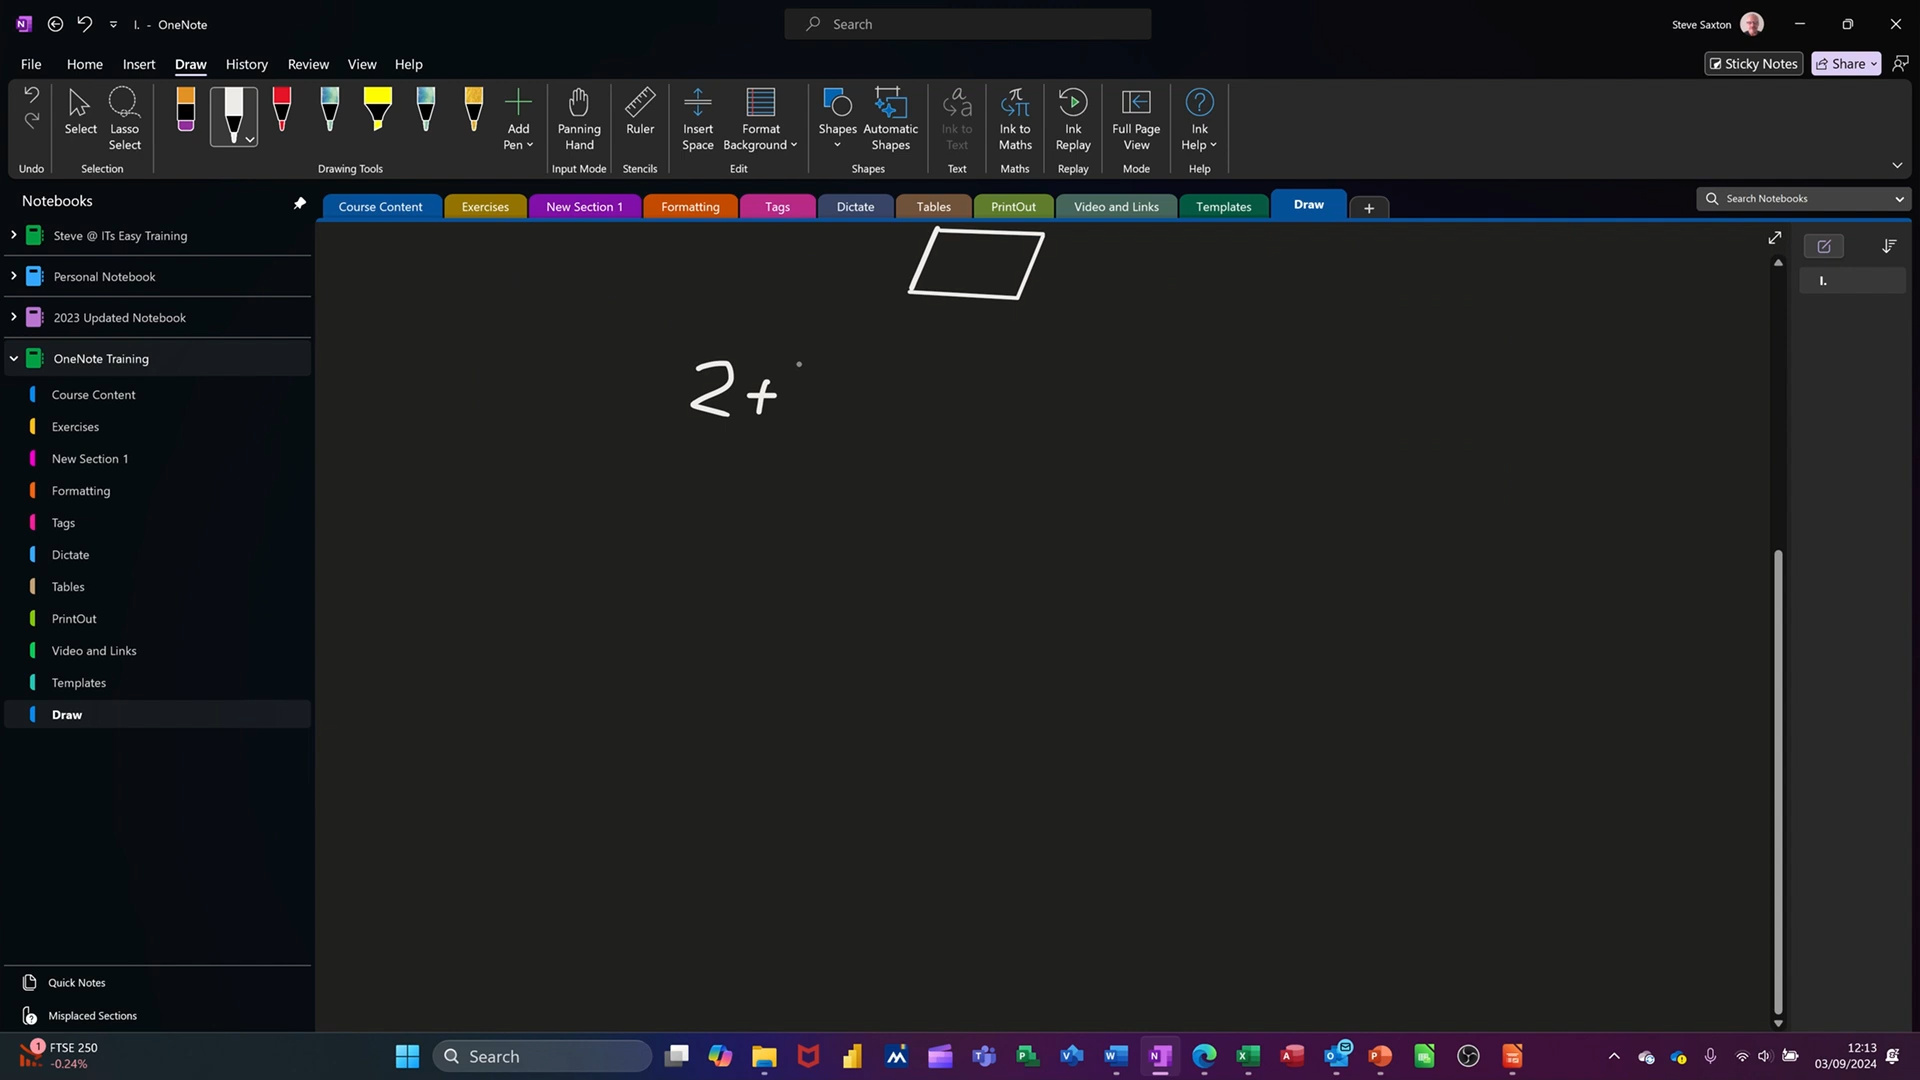 I. - OneNote
Search
Steve Saxton
File Home Insert Draw History Review View Help
Sticky Notes
Share
Select
Lasso
Select
Add
Pen
Panning
Hand
Ruler
Insert
Space
Format
Background
Shapes
Automatic
Shapes
Ink to
Text
Ink to
Maths
Ink
Replay
Full Page
View
Ink
Help
Undo
Selection
Drawing Tools
Input Mode
Stencils
Edit
Shapes
Text
Maths
Replay
Mode
Help
Notebooks
Course Content Exercises New Section 1 Formatting Tags Dictate Tables PrintOut Video and Links Templates Draw +
Search Notebooks
Steve @ ITs Easy Training
Personal Notebook
2023 Updated Notebook
OneNote Training
Course Content
Exercises
New Section 1
Formatting
Tags
Dictate
Tables
PrintOut
Video and Links
Templates
Draw
I.
2+
Quick Notes
Misplaced Sections
1
FTSE 250
-0.24%
Search
12:13
03/09/2024